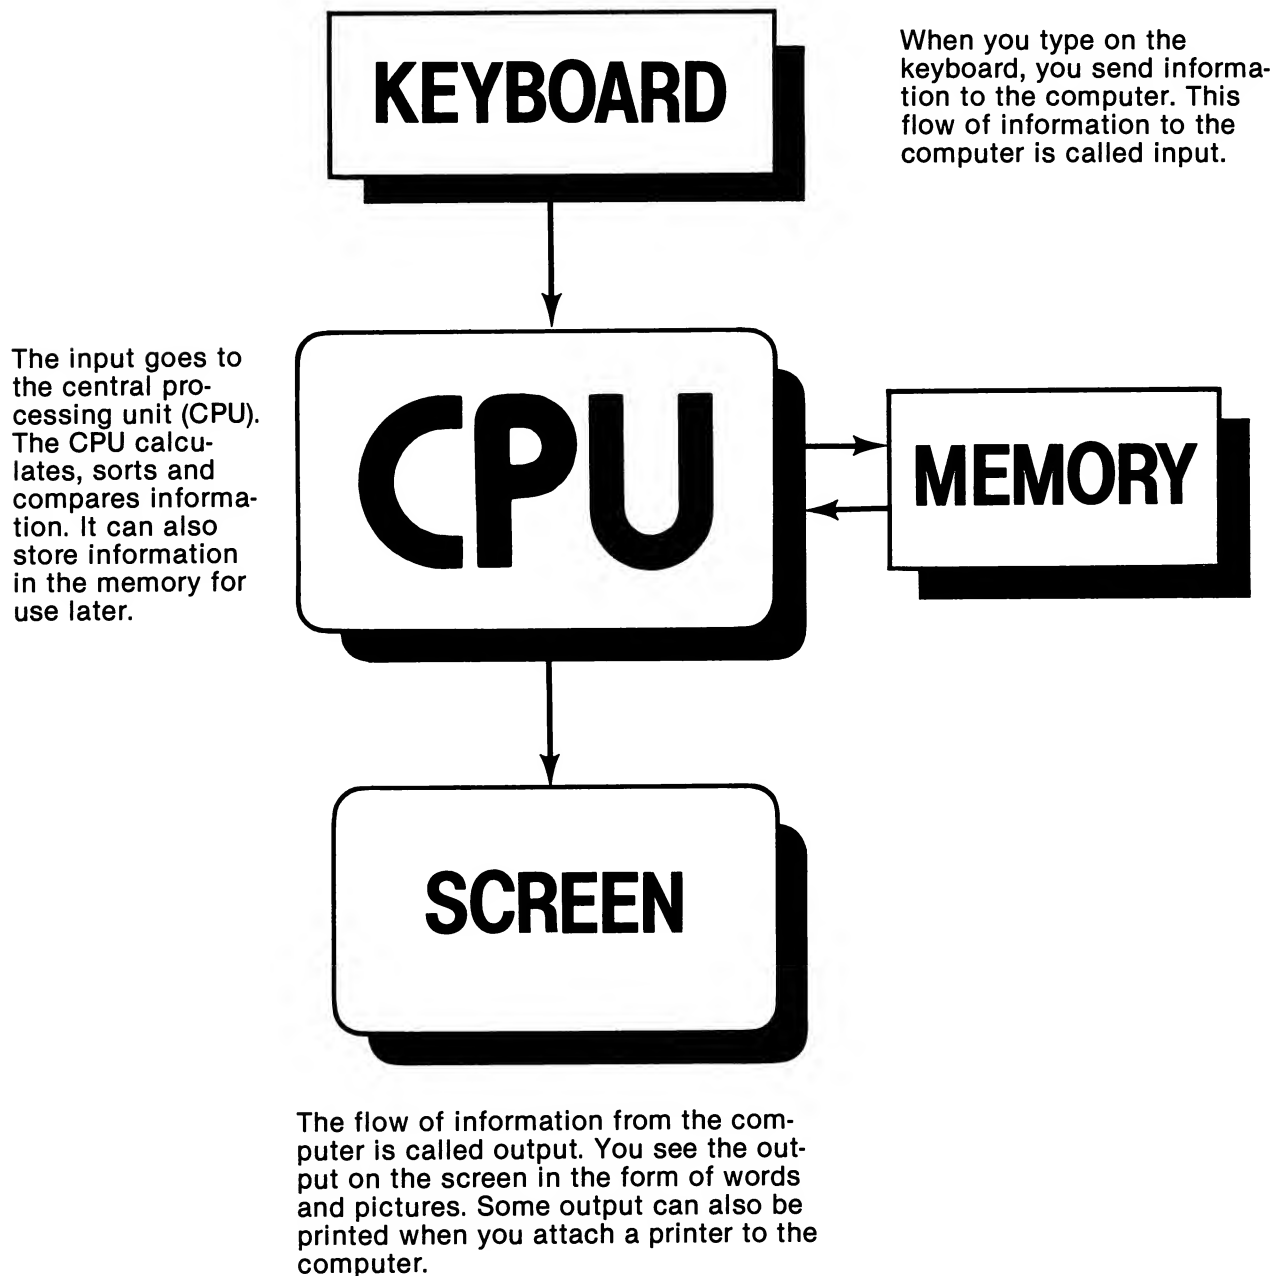 KEYBOARD
When you type on the
keyboard, you send informa-
tion to the computer. This
flow of information to the
computer is called input.
The input goes to
the central pro-
cessing unit (CPU).
The CPU calcu-
lates, sorts and
compares informa-
tion. It can also
store information
in the memory for
use later.
CPU
MEMORY
SCREEN
The flow of information from the com-
puter is called output. You see the out-
put on the screen in the form of words
and pictures. Some output can also be
printed when you attach a printer to the
computer.